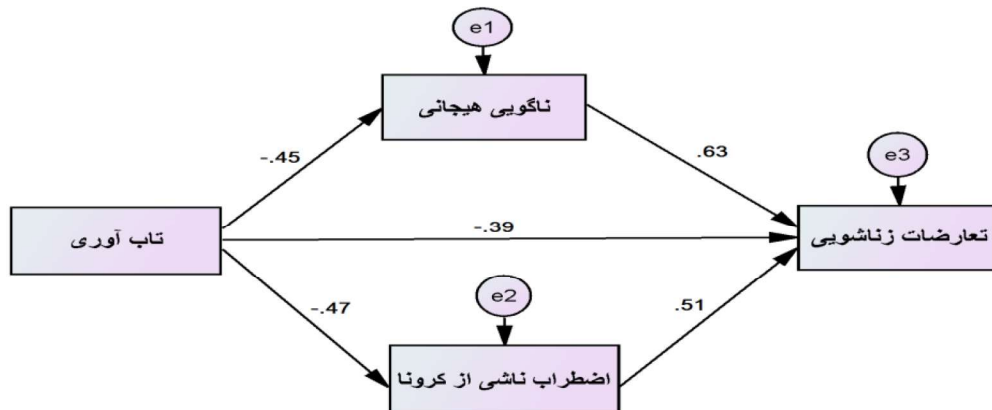 e1
ناگویی هیجانی
-.45
.63
e3
تاب آوری
-.39
تعارضات زناشویی
e2
-.47
.51
اضطراب ناشی از کرونا